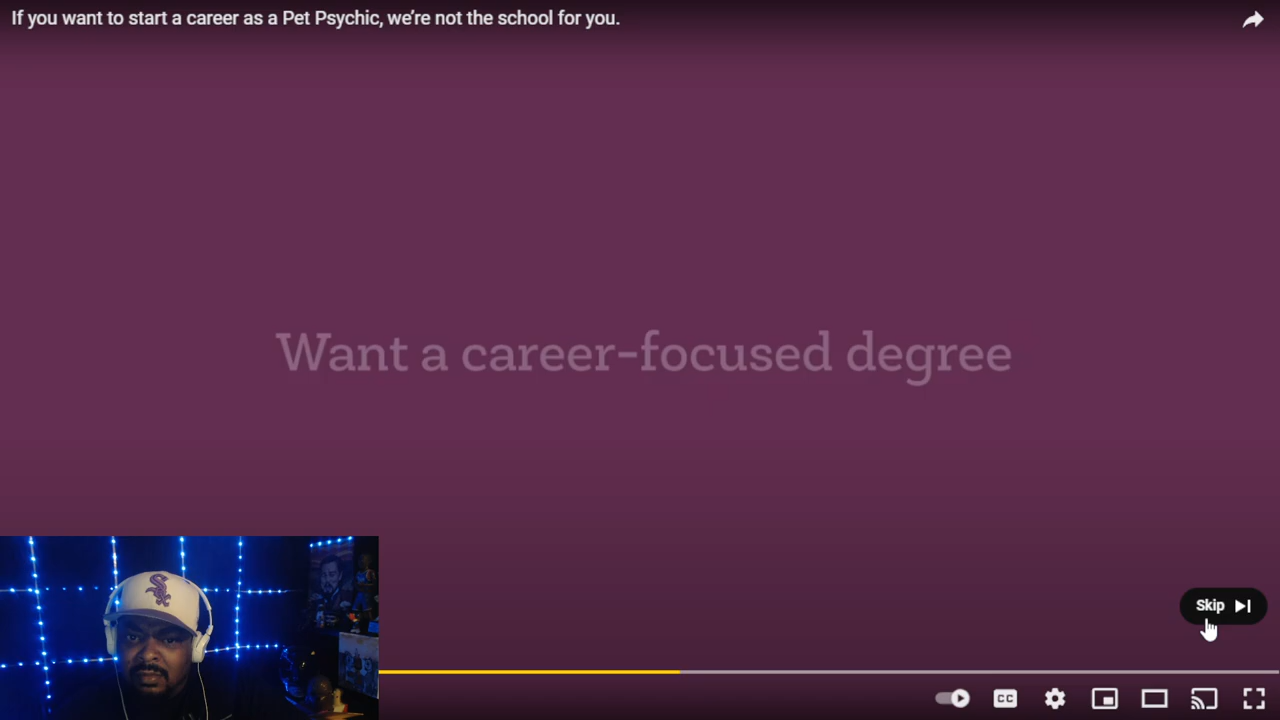 If you want to start a career as a Pet Psychic, we're not the school for you.
Want a career-focused degree
Skip
CC